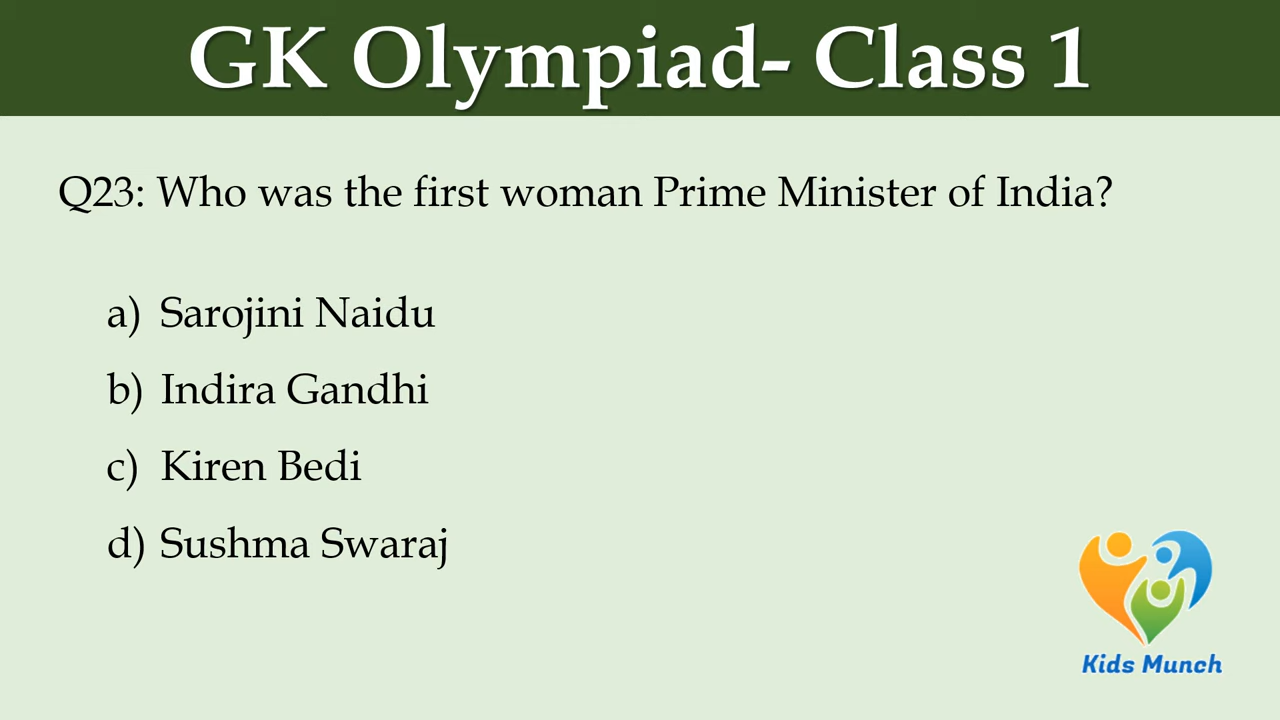 GK Olympiad- Class 1
Q23: Who was the first woman Prime Minister of India?
a) Sarojini Naidu
b) Indira Gandhi
c) Kiren Bedi
d) Sushma Swaraj
Kids Munch